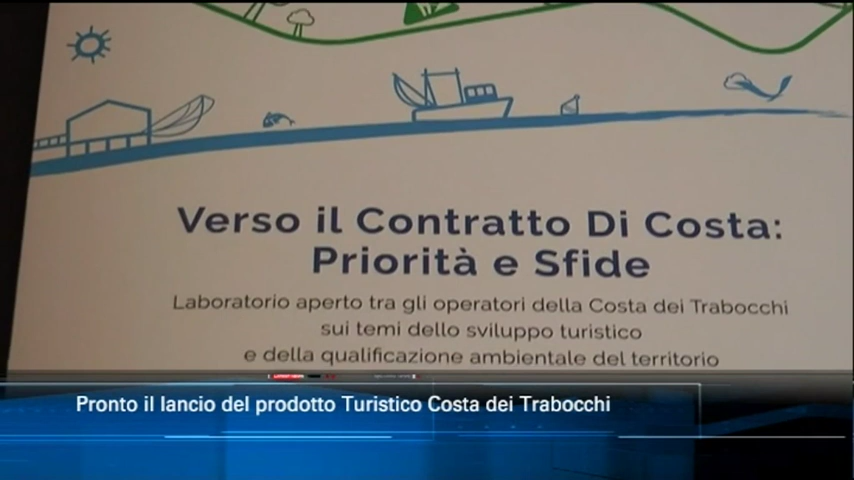 Verso il Contratto Di Costa:
Priorità e Sfide
Laboratorio aperto tra gli operatori della Costa dei Trabocchi
sui temi dello sviluppo turistico
e della qualificazione ambientale del territorio
Pronto il lancio del prodotto Turistico Costa dei Trabocchi